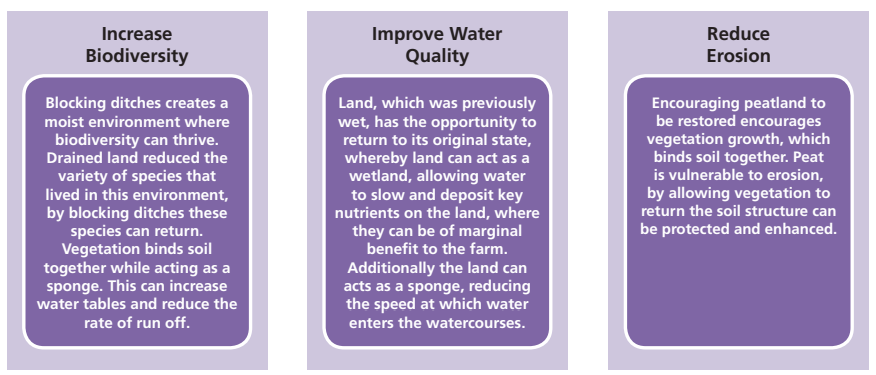 Increase
Biodiversity
Blocking ditches creates a
moist environment where
biodiversity can thrive.
Drained land reduced the
variety of species that
lived in this environment,
by blocking ditches these
species can return.
Vegetation binds soil
together while acting as a
sponge. This can increase
water tables and reduce the
rate of run off.
Improve Water
Quality
Land, which was previously
wet, has the opportunity to
return to its original state,
whereby land can act as a
wetland, allowing water
to slow and deposit key
nutrients on the land, where
they can be of marginal
benefit to the farm.
Additionally the land can
acts as a sponge, reducing
the speed at which water
enters the watercourses.
Reduce
Erosion
Encouraging peatland to
be restored encourages
vegetation growth, which
binds soil together. Peat
is vulnerable to erosion,
by allowing vegetation to
return the soil structure can
be protected and enhanced.